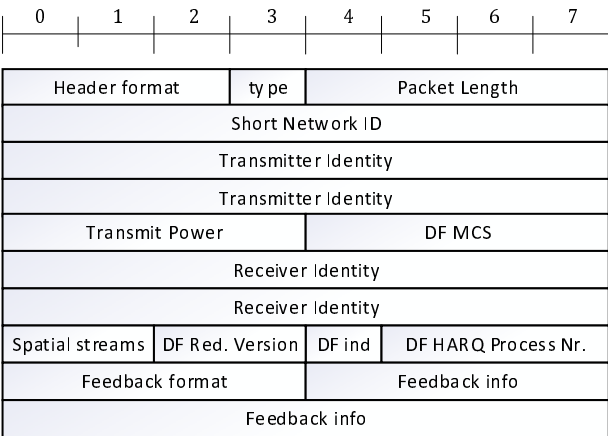 0 1 2 3 4 5 6 7
Header format type Packet Length
Short Network ID
Transmitter Identity
Transmitter Identity
Transmit Power DF MCS
Receiver Identity
Receiver Identity
Spatial streams DF Red. Version DF ind DF HARQ Process Nr.
Feedback format Feedback info
Feedback info